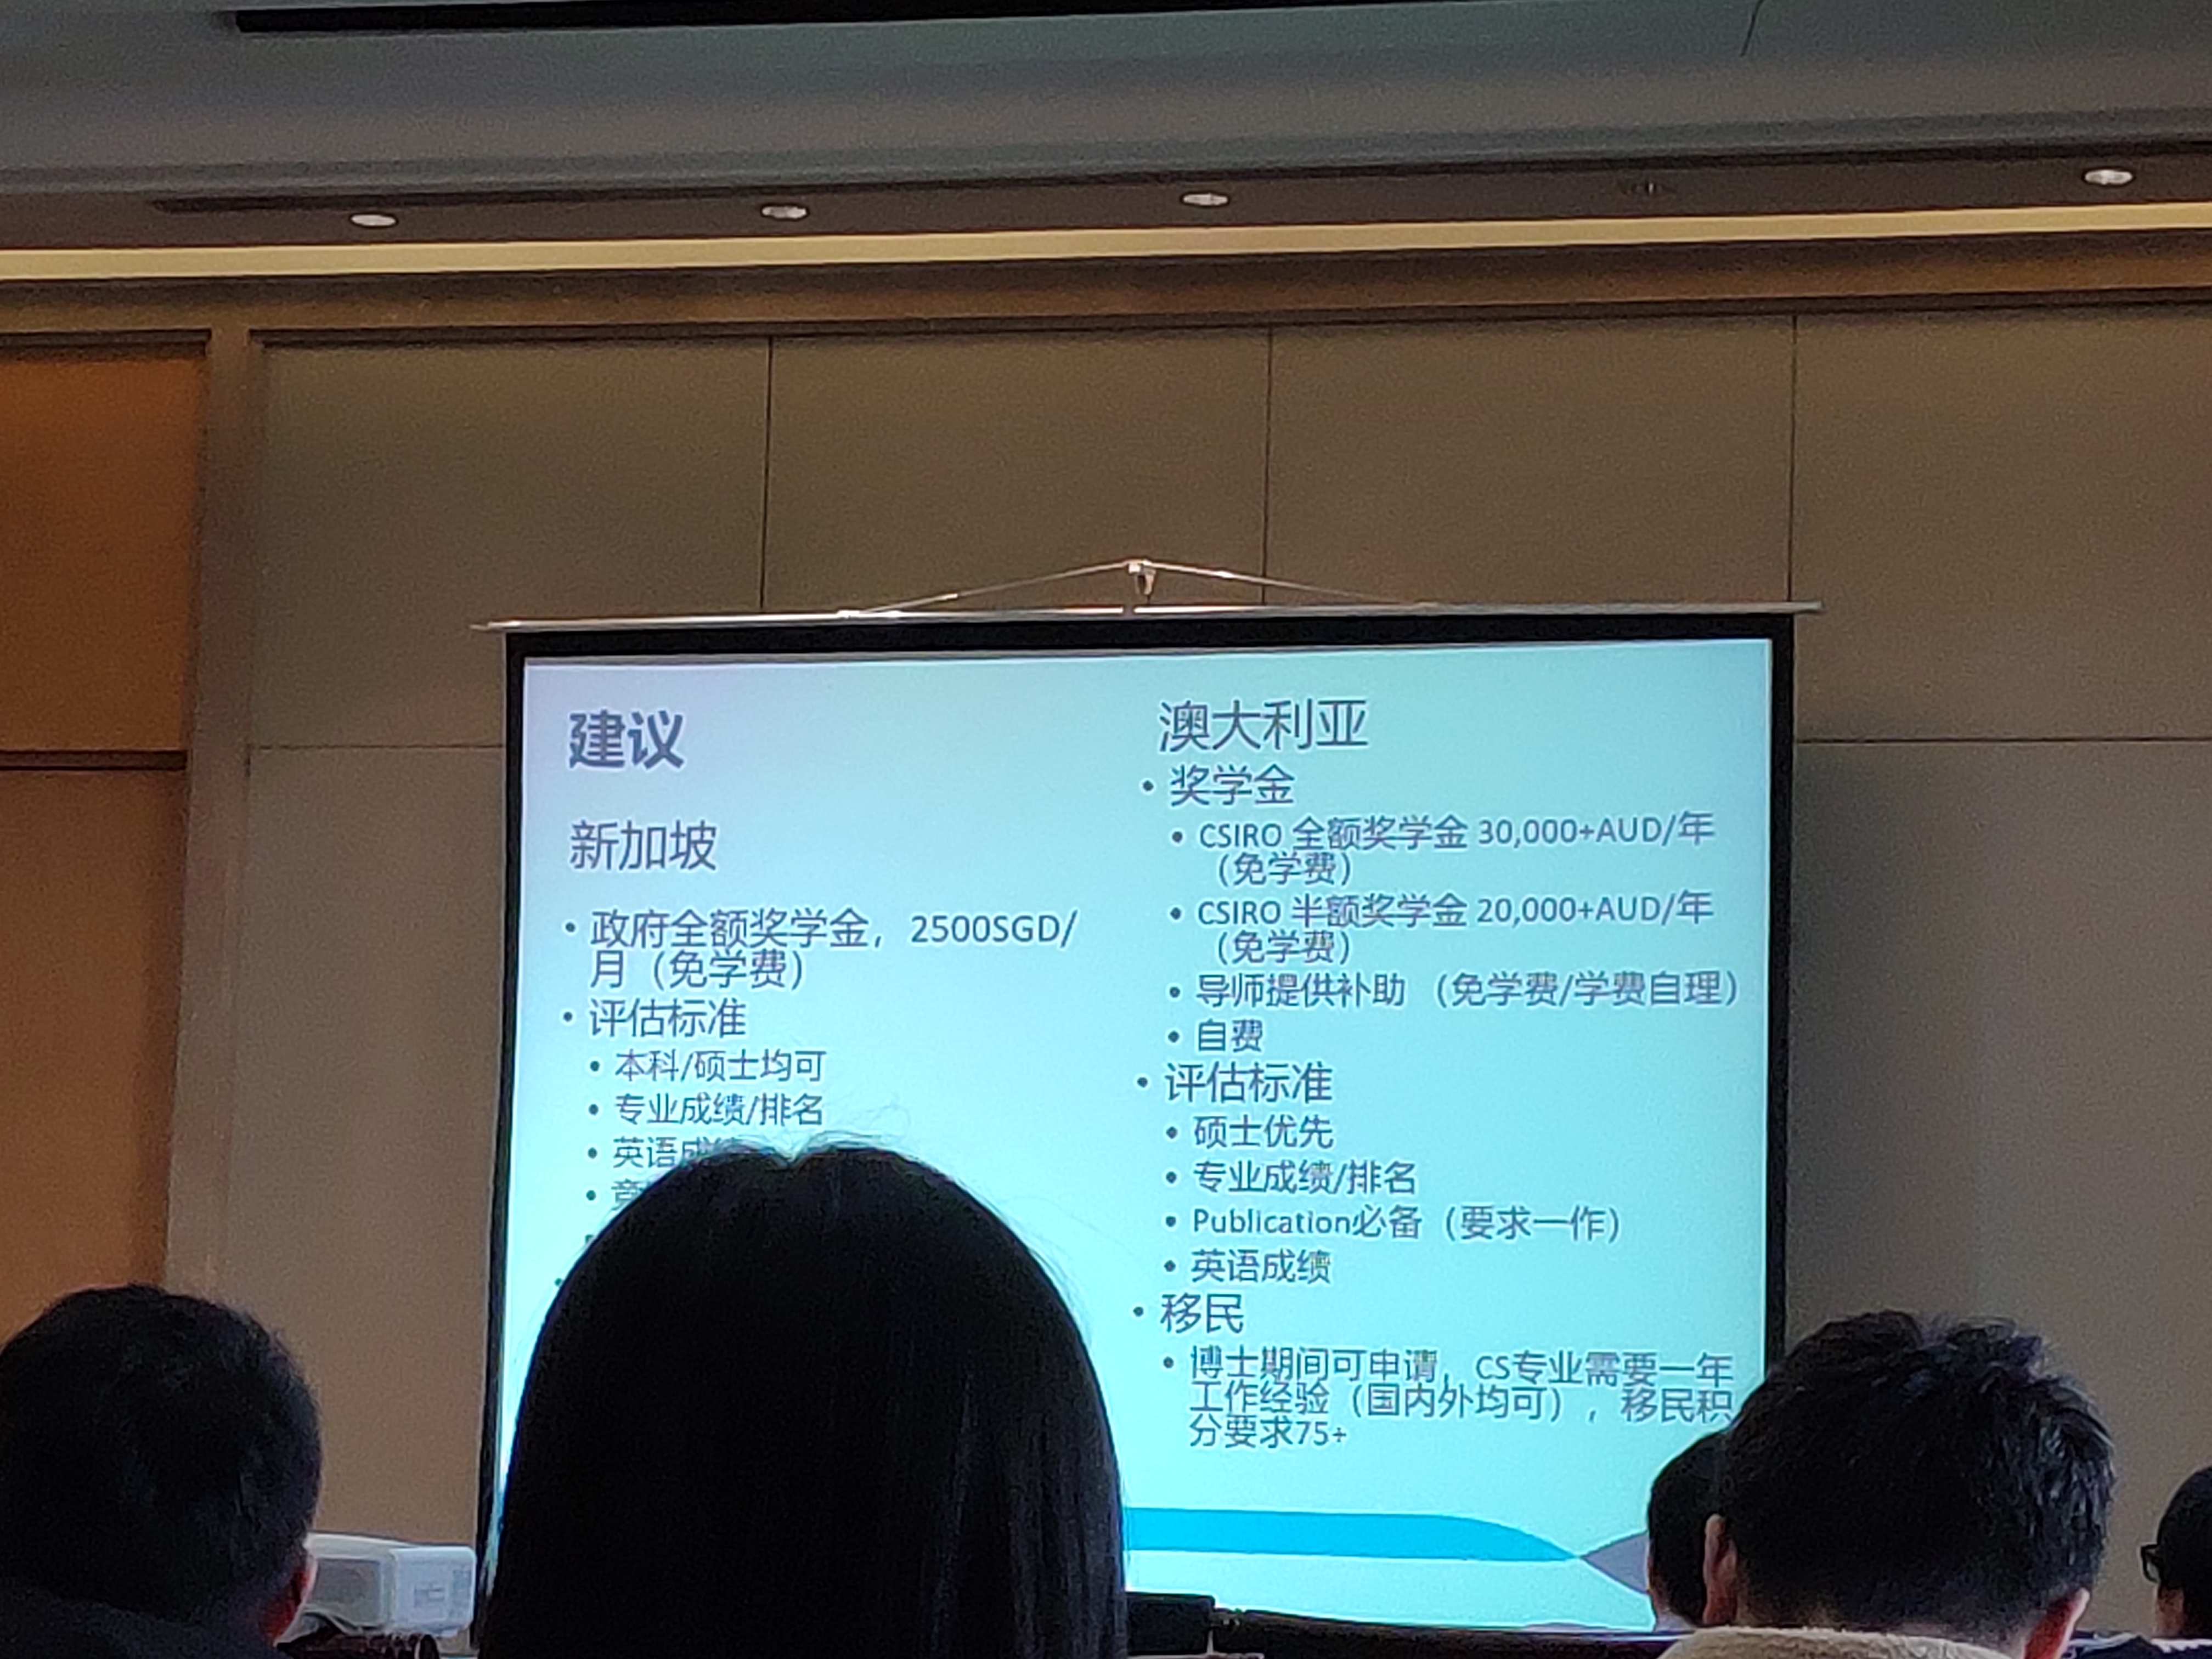 建议
新加坡
• 政府全额奖学金，2500SGD/
月（免学费）
• 评估标准
• 本科/硕士均可
• 专业成绩/排名
• 英语成绩
澳大利亚
• 奖学金
• CSIRO 全额奖学金 30,000+AUD/年
（免学费）
• CSIRO 半额奖学金 20,000+AUD/年
（免学费）
• 导师提供补助 （免学费/学费自理）
• 自费
• 评估标准
• 硕士优先
• 专业成绩/排名
• Publication必备（要求一作）
• 英语成绩
• 移民
• 博士期间可申请，CS专业需要一年
工作经验（国内外均可），移民积
分要求75+